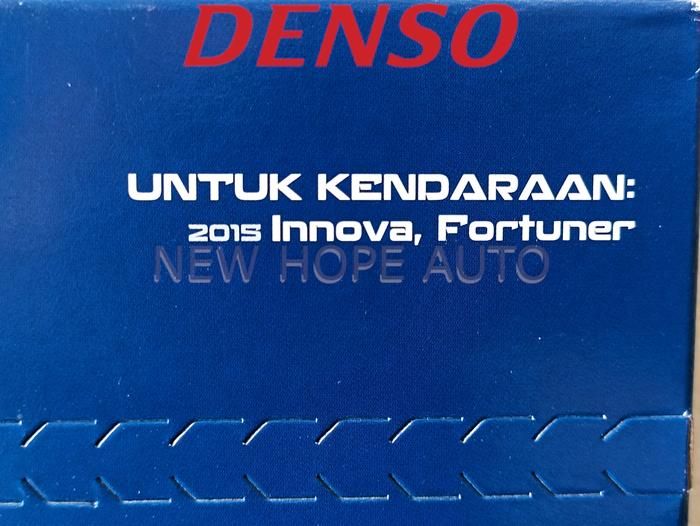 DENSO
UNTUK KENDARAAN:
2015 Innova, Fortuner
NEW HOPE AUTO